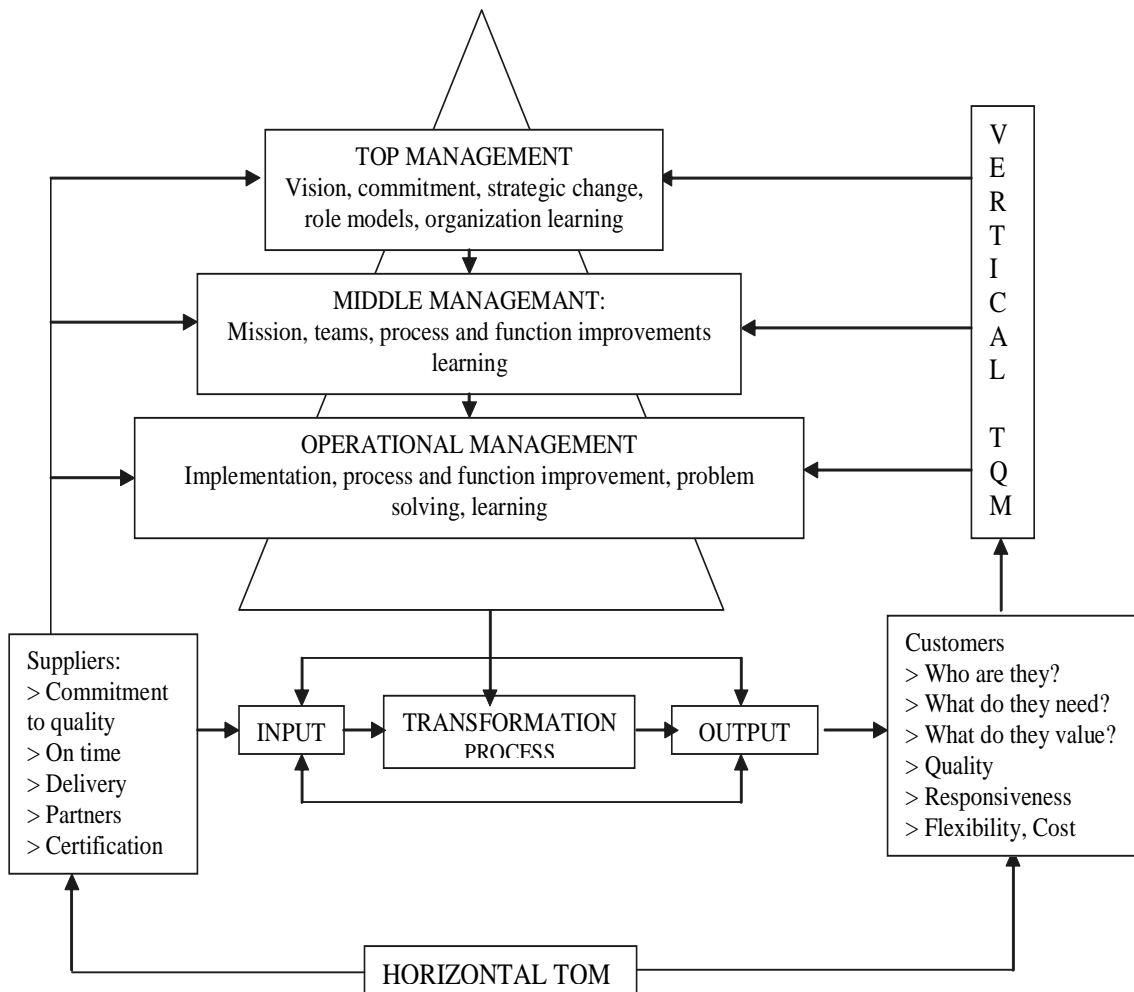 TOP MANAGEMENT
Vision, commitment, strategic change,
role models, organization learning
MIDDLE MANAGEMANT:
Mission, teams, process and function improvements
learning
OPERATIONAL MANAGEMENT
Implementation, process and function improvement, problem
solving, learning
V
E
R
T
I
C
A
L
T
Q
M
Suppliers:
> Commitment
to quality
> On time
> Delivery
> Partners
> Certification
INPUT
TRANSFORMATION
PROCESS
OUTPUT
Customers
> Who are they?
> What do they need?
> What do they value?
> Quality
> Responsiveness
> Flexibility, Cost
HORIZONTAL TOM